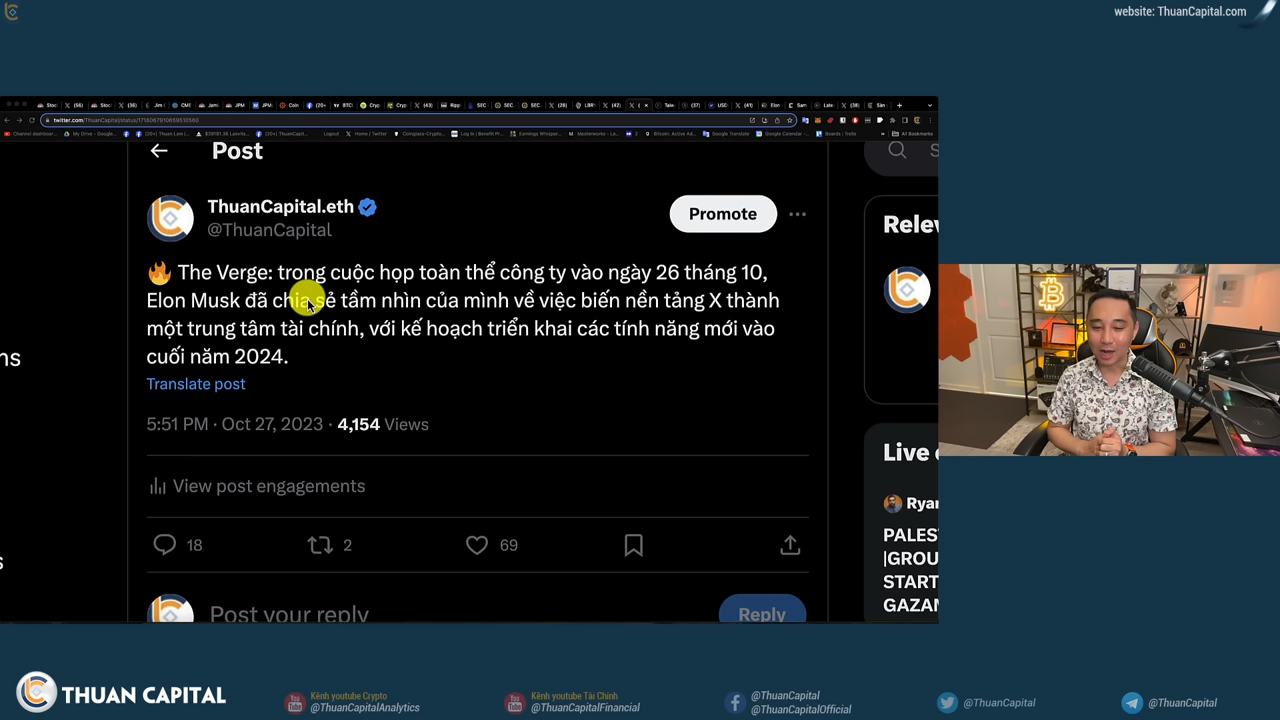 website: ThuanCapital.com
twitter.com/ThuanCapital/status/1718067910659510560
Post
ThuanCapital.eth
@ThuanCapital
Promote
🔥 The Verge: trong cuộc họp toàn thể công ty vào ngày 26 tháng 10,
Elon Musk đã chia sẻ tầm nhìn của mình về việc biến nền tảng X thành
một trung tâm tài chính, với kế hoạch triển khai các tính năng mới vào
cuối năm 2024.
Translate post
5:51 PM · Oct 27, 2023 · 4,154 Views
View post engagements
18
2
69
Post your reply
Reply
Relev
Live
Ryan
PALES
|GROU
START
GAZAN
THUAN CAPITAL
Kênh youtube Crypto
@ThuanCapitalAnalytics
Kênh youtube Tài Chính
@ThuanCapitalFinancial
@ThuanCapital
@ThuanCapitalOfficial
@ThuanCapital
@ThuanCapital